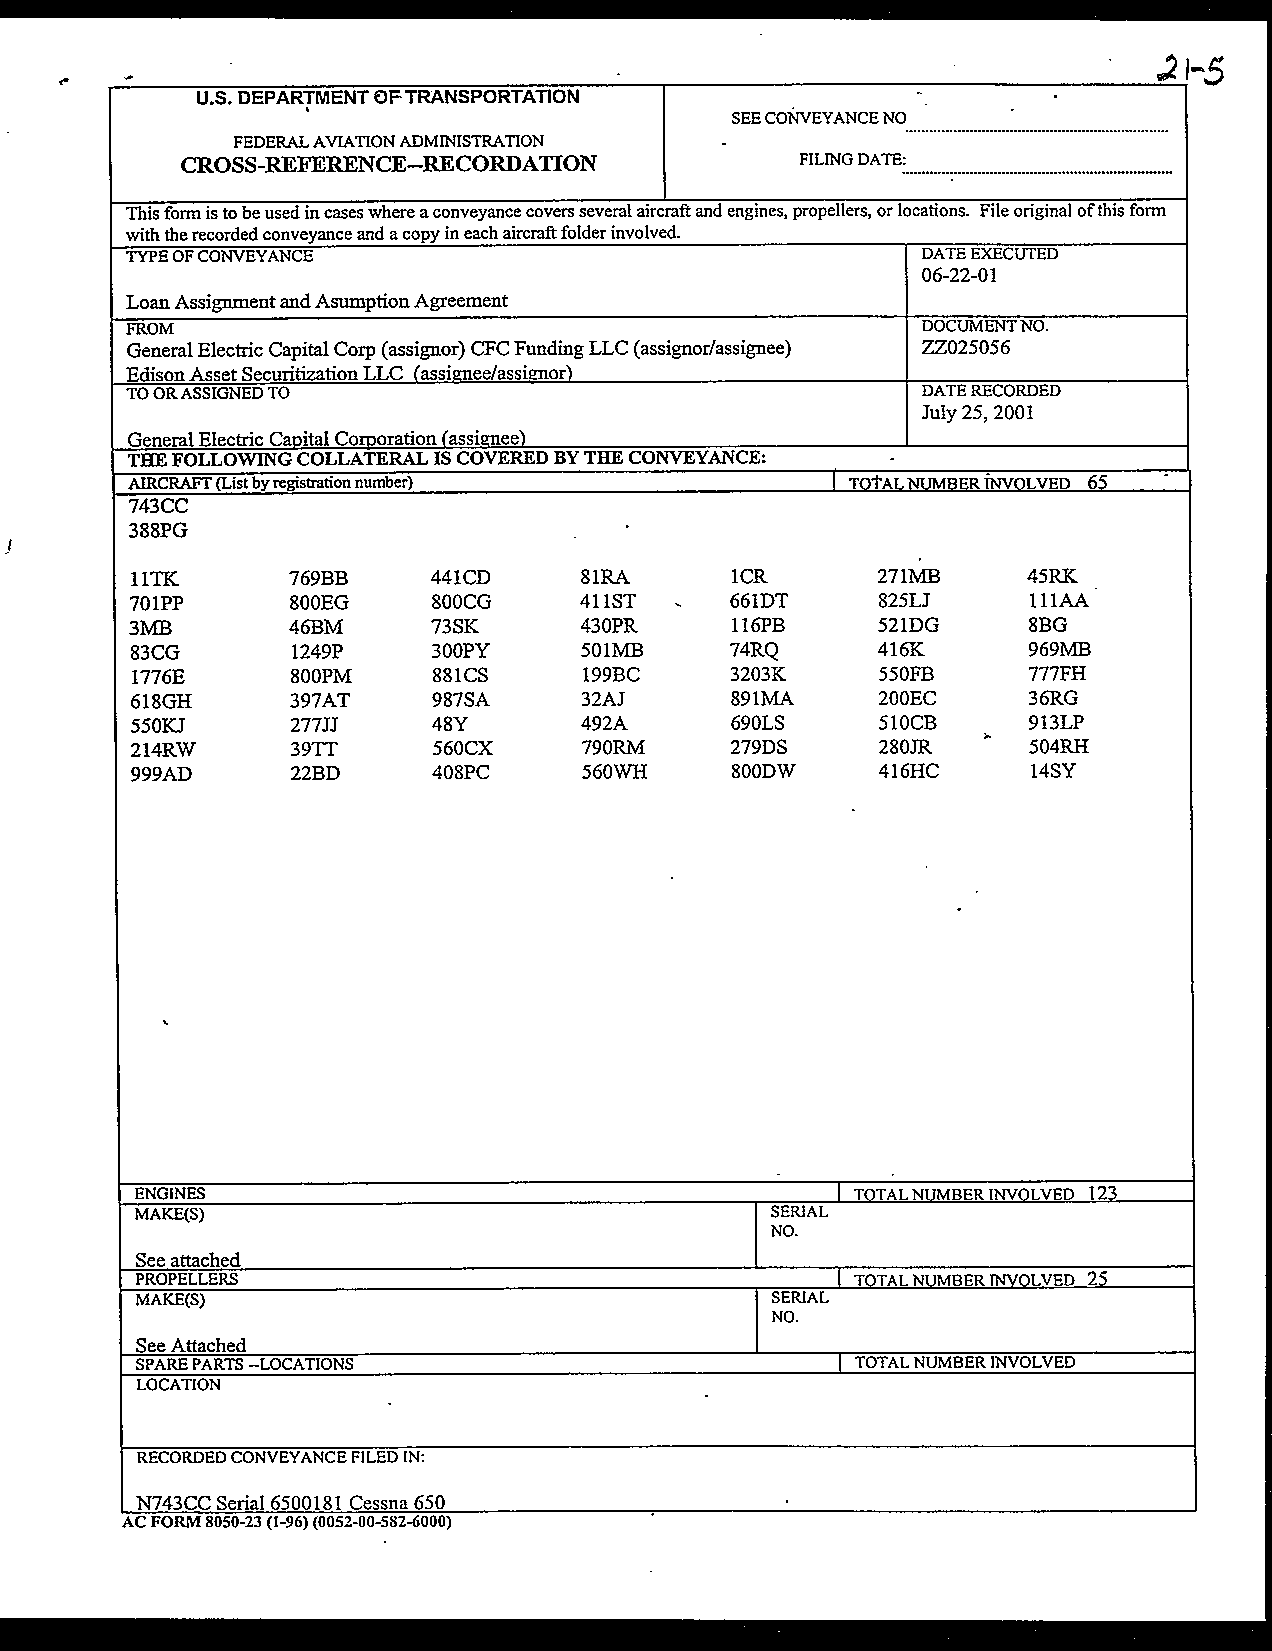 21-5
U.S. DEPARTMENT OF TRANSPORTATION
FEDERAL AVIATION ADMINISTRATION
CROSS-REFERENCE--RECORDATION
SEE CONVEYANCE NO
FILING DATE:
This form is to be used in cases where a conveyance covers several aircraft and engines, propellers, or locations. File original of this form
with the recorded conveyance and a copy in each aircraft folder involved.
TYPE OF CONVEYANCE
Loan Assignment and Asumption Agreement
DATE EXECUTED
06-22-01
FROM
General Electric Capital Corp (assignor) CFC Funding LLC (assignor/assignee)
Edison Asset Securitization LLC (assignee/assignor)
DOCUMENT NO.
ZZ025056
TO OR ASSIGNED TO
General Electric Capital Corporation (assignee)
DATE RECORDED
July 25, 2001
THE FOLLOWING COLLATERAL IS COVERED BY THE CONVEYANCE:
AIRCRAFT (List by registration number) TOTAL NUMBER INVOLVED 65
743CC
388PG
11TK 769BB 441CD 81RA 1CR 271MB 45RK
701PP 800EG 800CG 411ST 661DT 825LJ 111AA
3MB 46BM 73SK 430PR 116PB 521DG 8BG
83CG 1249P 300PY 501MB 74RQ 416K 969MB
1776E 800PM 881CS 199BC 3203K 550FB 777FH
618GH 397AT 987SA 32AJ 891MA 200EC 36RG
550KJ 277JJ 48Y 492A 690LS 510CB 913LP
214RW 39TT 560CX 790RM 279DS 280JR 504RH
999AD 22BD 408PC 560WH 800DW 416HC 14SY
ENGINES TOTAL NUMBER INVOLVED 123
MAKE(S)
See attached
SERIAL
NO.
PROPELLERS TOTAL NUMBER INVOLVED 25
MAKE(S)
See Attached
SERIAL
NO.
SPARE PARTS --LOCATIONS TOTAL NUMBER INVOLVED
LOCATION
RECORDED CONVEYANCE FILED IN:
N743CC Serial 6500181 Cessna 650
AC FORM 8050-23 (1-96) (0052-00-582-6000)